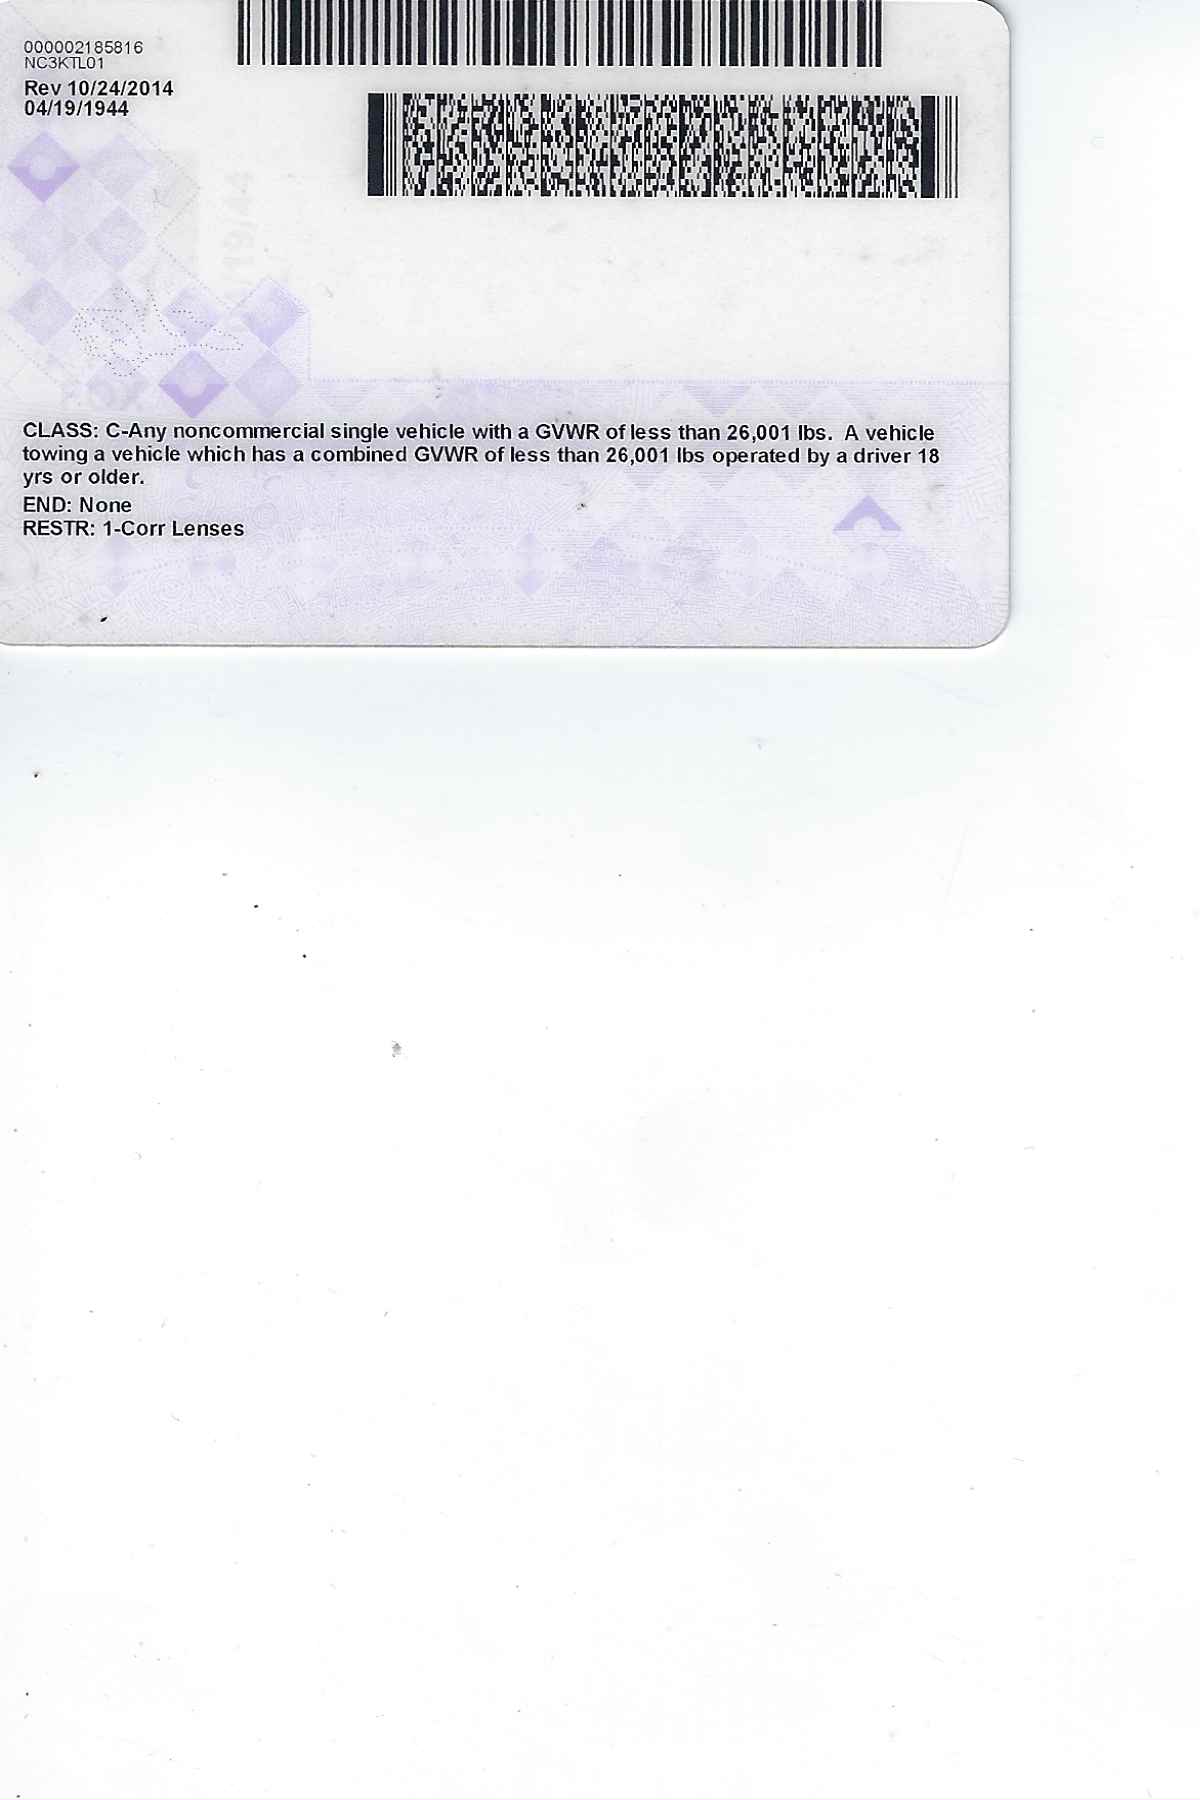 000002185816
NC3KTL01
Rev 10/24/2014
04/19/1944
CLASS: C-Any noncommercial single vehicle with a GVWR of less than 26,001 lbs.  A vehicle
towing a vehicle which has a combined GVWR of less than 26,001 lbs operated by a driver 18
yrs or older.
END: None
RESTR: 1-Corr Lenses